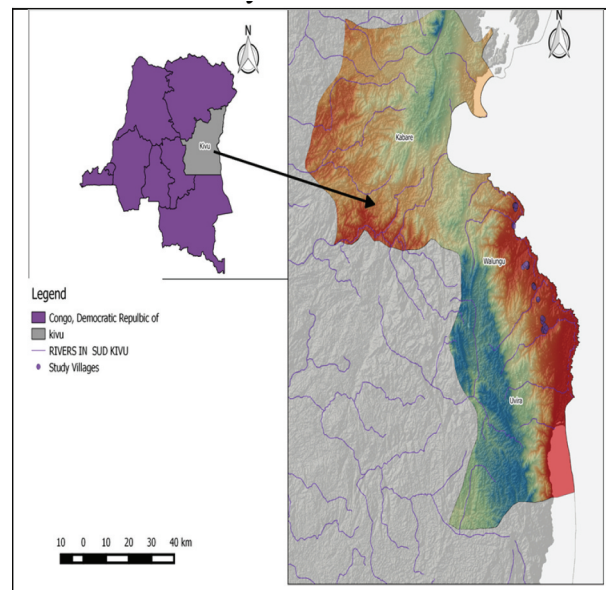 N
N
Kivu
Kabare
Walungu
Uvira
Legend
Congo, Democratic Repulbic of
kivu
RIVERS IN SUD KIVU
Study Villages
10 0 10 20 30 40 km